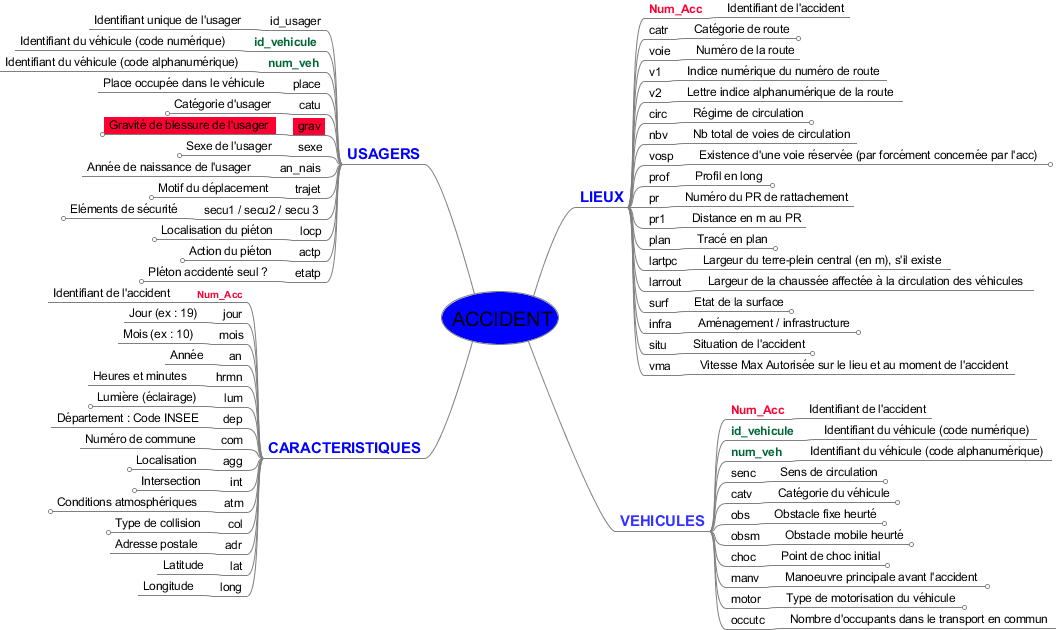 Identifiant unique de l'usager id_usager
Identifiant du véhicule (code numérique) id_vehicule
Identifiant du véhicule (code alphanumérique) num_veh
Place occupée dans le véhicule place
Catégorie d'usager catu
Gravité de blessure de l'usager grav
Sexe de l'usager sexe
Année de naissance de l'usager an_nais
Motif du déplacement trajet
Eléments de sécurité secu1 / secu2 / secu 3
Localisation du piéton locp
Action du piéton actp
Piéton accidenté seul ? etatp
USAGERS
Identifiant de l'accident Num_Acc
Jour (ex : 19) jour
Mois (ex : 10) mois
Année an
Heures et minutes hrmn
Lumière (éclairage) lum
Département : Code INSEE dep
Numéro de commune com
Localisation agg
Intersection int
Conditions atmosphériques atm
Type de collision col
Adresse postale adr
Latitude lat
Longitude long
CARACTERISTIQUES
ACCIDENT
LIEUX
Num_Acc Identifiant de l'accident
catr Catégorie de route
voie Numéro de la route
v1 Indice numérique du numéro de route
v2 Lettre indice alphanumérique de la route
circ Régime de circulation
nbv Nb total de voies de circulation
vosp Existence d'une voie réservée (par forcément concernée par l'acc)
prof Profil en long
pr Numéro du PR de rattachement
pr1 Distance en m au PR
plan Tracé en plan
lartpc Largeur du terre-plein central (en m), s'il existe
larrout Largeur de la chaussée affectée à la circulation des véhicules
surf Etat de la surface
infra Aménagement / infrastructure
situ Situation de l'accident
vma Vitesse Max Autorisée sur le lieu et au moment de l'accident
VEHICULES
Num_Acc Identifiant de l'accident
id_vehicule Identifiant du véhicule (code numérique)
num_veh Identifiant du véhicule (code alphanumérique)
senc Sens de circulation
catv Catégorie du véhicule
obs Obstacle fixe heurté
obsm Obstacle mobile heurté
choc Point de choc initial
manv Manoeuvre principale avant l'accident
motor Type de motorisation du véhicule
occutc Nombre d'occupants dans le transport en commun